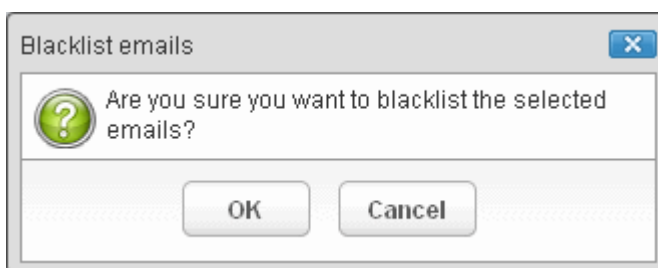 Blacklist emails
Are you sure you want to blacklist the selected
emails?
OK
Cancel